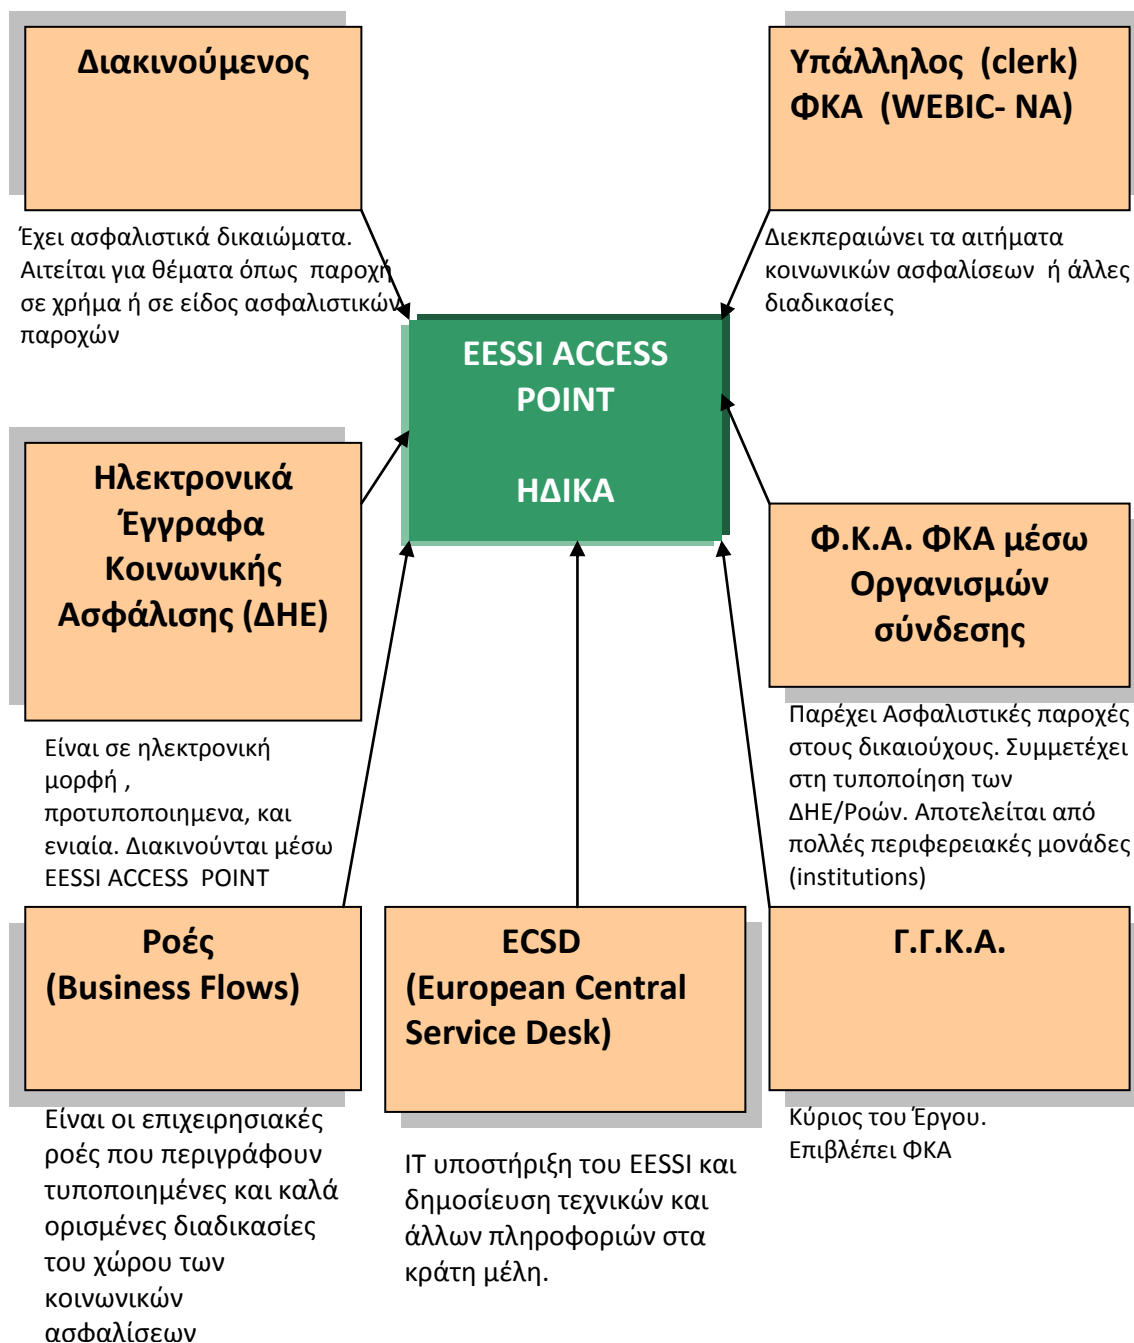 Διακινούμενος
Υπάλληλος (clerk)
ΦΚΑ (WEBIC- NA)
Έχει ασφαλιστικά δικαιώματα.
Αιτείται για θέματα όπως παροχή
σε χρήμα ή σε είδος ασφαλιστικών
παροχών
Διεκπεραιώνει τα αιτήματα
κοινωνικών ασφαλίσεων ή άλλες
διαδικασίες
EESSI ACCESS
POINT
ΗΔΙΚΑ
Ηλεκτρονικά
Έγγραφα
Κοινωνικής
Ασφάλισης (ΔΗΕ)
Φ.Κ.Α. ΦΚΑ μέσω
Οργανισμών
σύνδεσης
Είναι σε ηλεκτρονική
μορφή ,
προτυποποιημενα, και
ενιαία. Διακινούνται μέσω
EESSI ACCESS POINT
Παρέχει Ασφαλιστικές παροχές
στους δικαιούχους. Συμμετέχει
στη τυποποίηση των
ΔΗΕ/Ροών. Αποτελείται από
πολλές περιφερειακές μονάδες
(institutions)
Ροές
(Business Flows)
ECSD
(European Central
Service Desk)
Γ.Γ.Κ.Α.
Είναι οι επιχειρησιακές
ροές που περιγράφουν
τυποποιημένες και καλά
ορισμένες διαδικασίες
του χώρου των
κοινωνικών
ασφαλίσεων
IT υποστήριξη του EESSI και
δημοσίευση τεχνικών και
άλλων πληροφοριών στα
κράτη μέλη.
Κύριος του Έργου.
Επιβλέπει ΦΚΑ